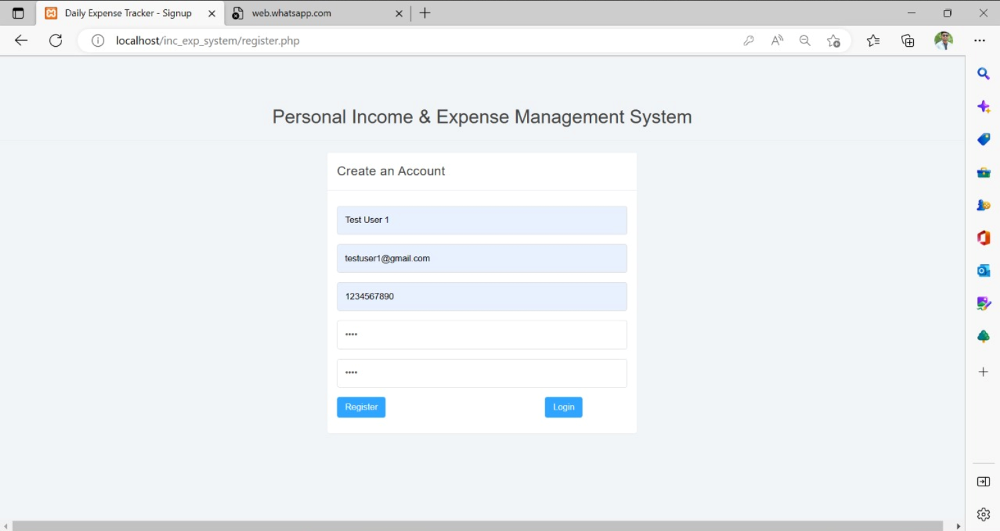 Daily Expense Tracker - Signup
web.whatsapp.com
localhost/inc_exp_system/register.php
Personal Income & Expense Management System
Create an Account
Test User 1
testuser1@gmail.com
1234567890
••••
••••
Register Login